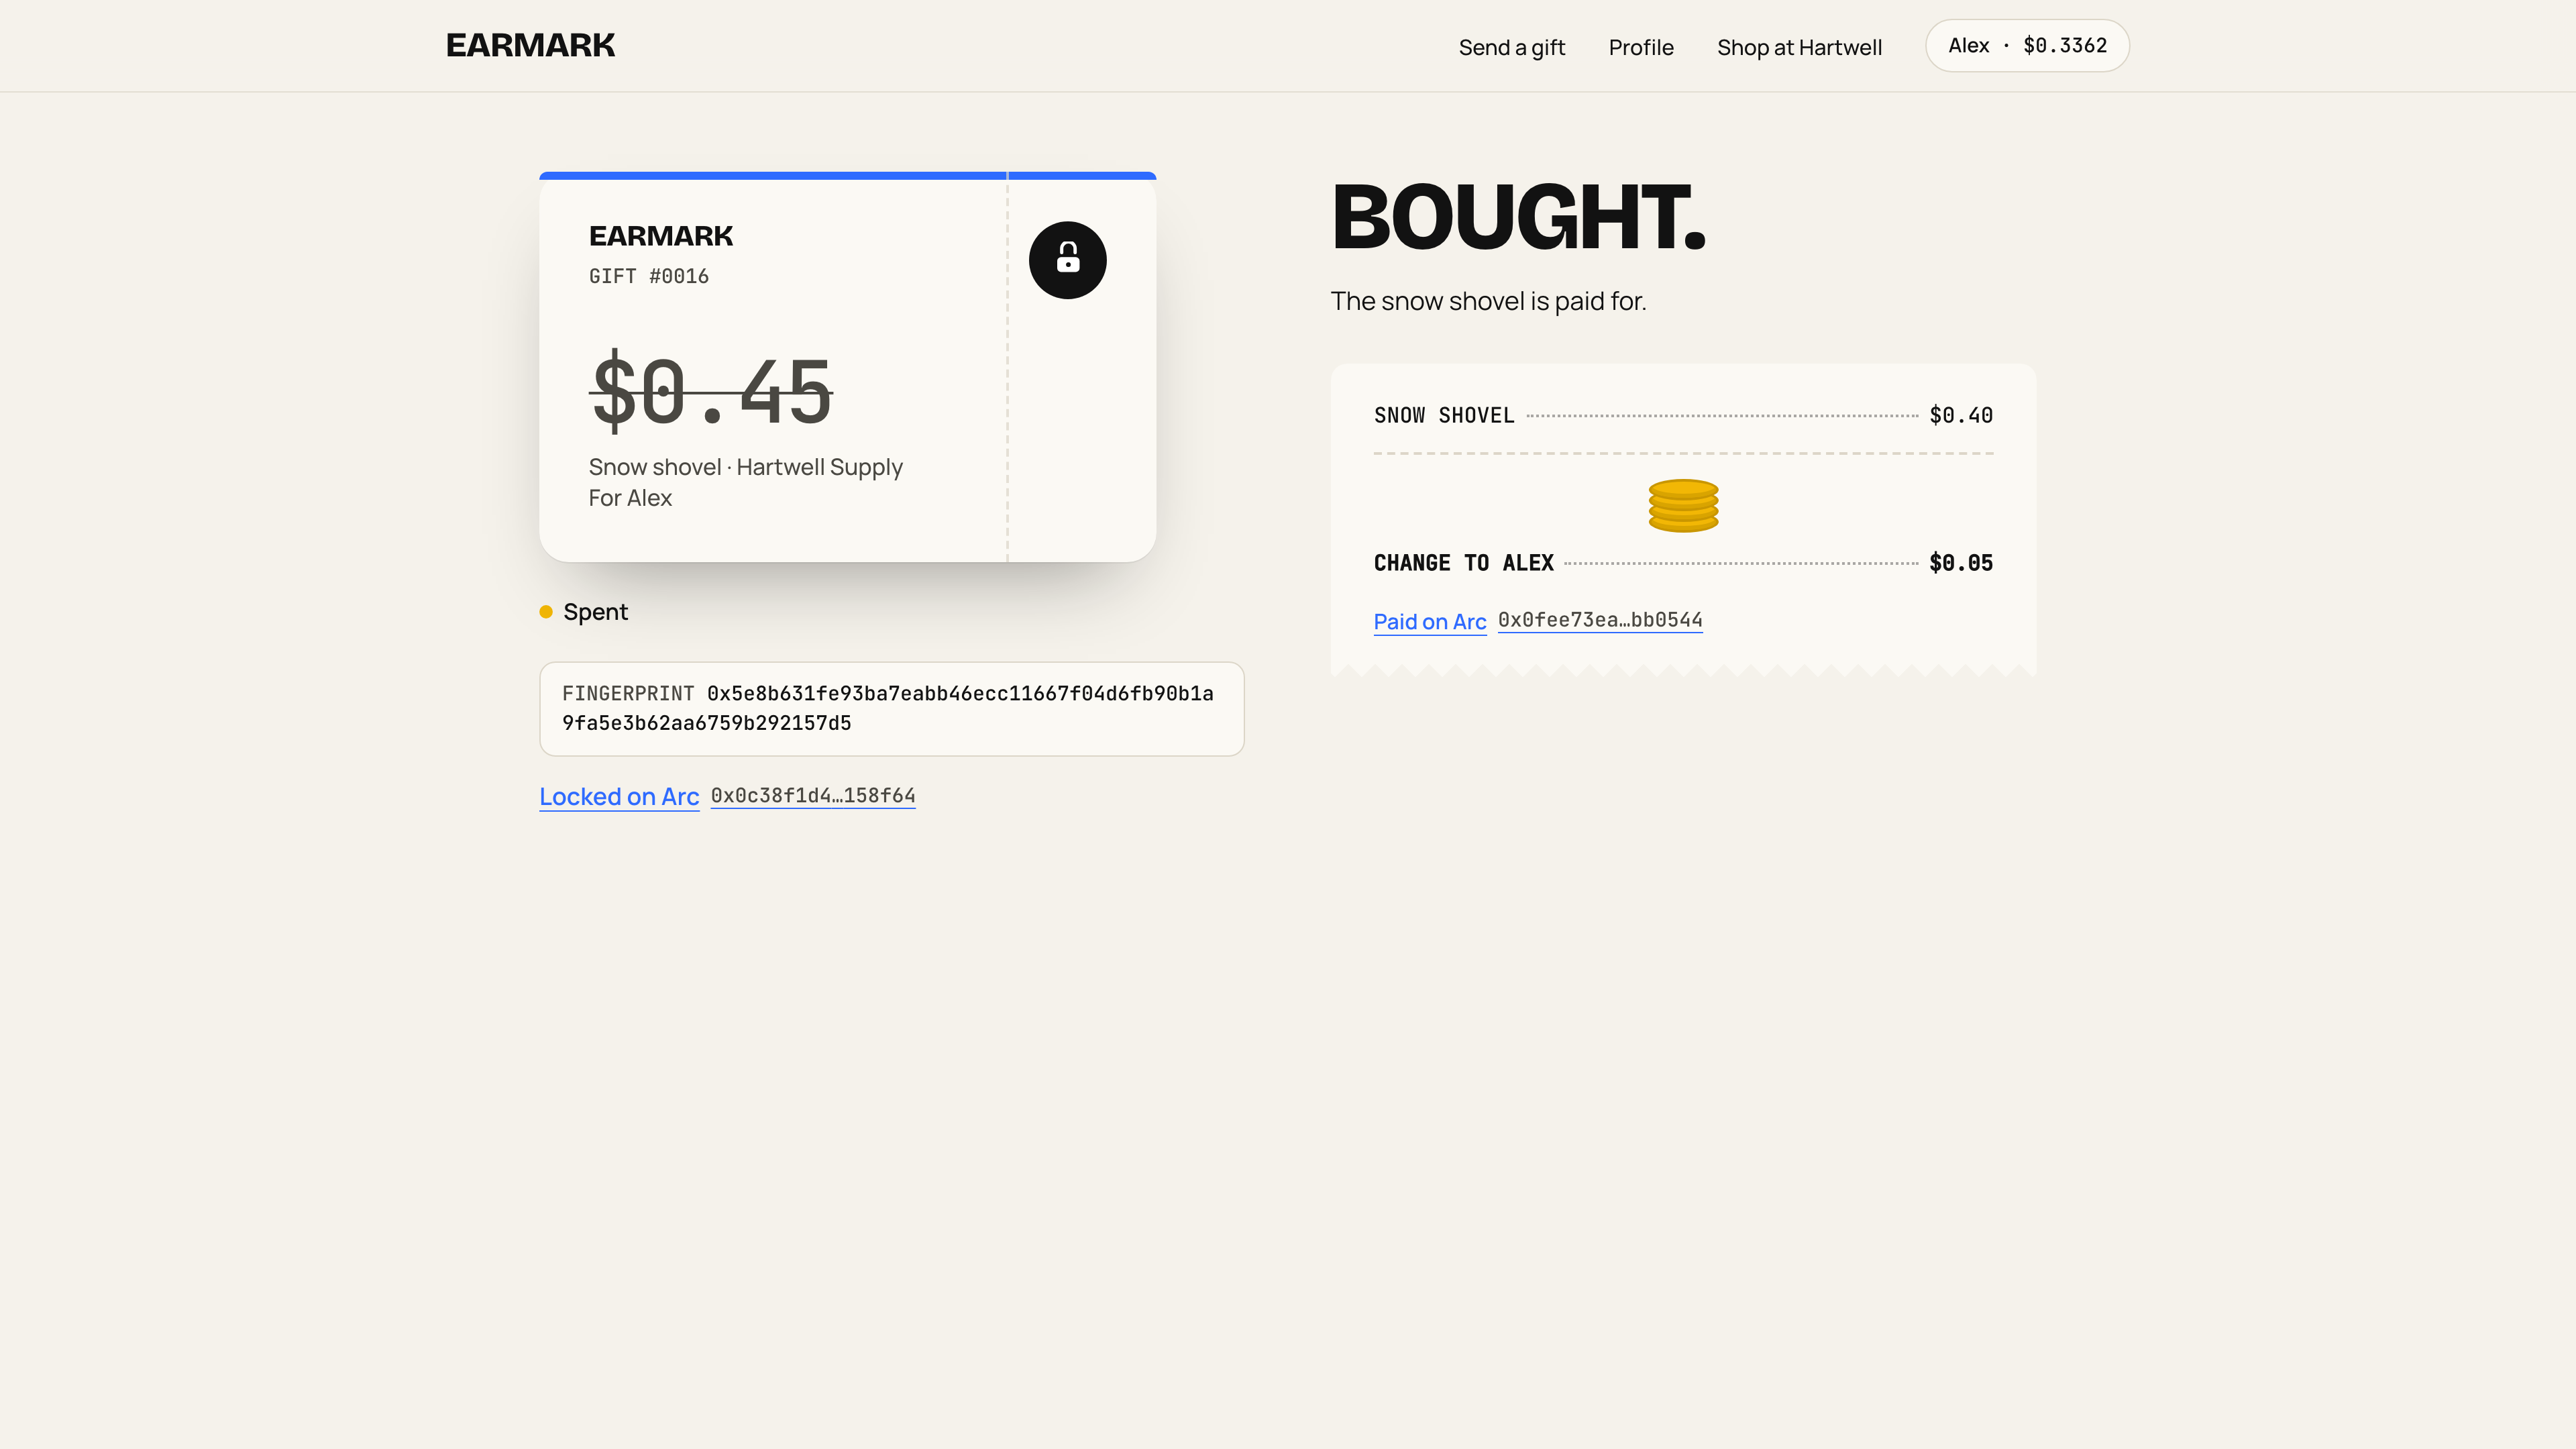 EARMARK
Send a gift
Profile
Shop at Hartwell
Alex · $0.3362
EARMARK
GIFT #0016
$0.45
Snow shovel · Hartwell Supply
For Alex
Spent
FINGERPRINT 0x5e8b631fe93ba7eabb46ecc11667f04d6fb90b1a
9fa5e3b62aa6759b292157d5
Locked on Arc 0x0c38f1d4…158f64
BOUGHT.
The snow shovel is paid for.
SNOW SHOVEL $0.40
CHANGE TO ALEX $0.05
Paid on Arc 0x0fee73ea…bb0544